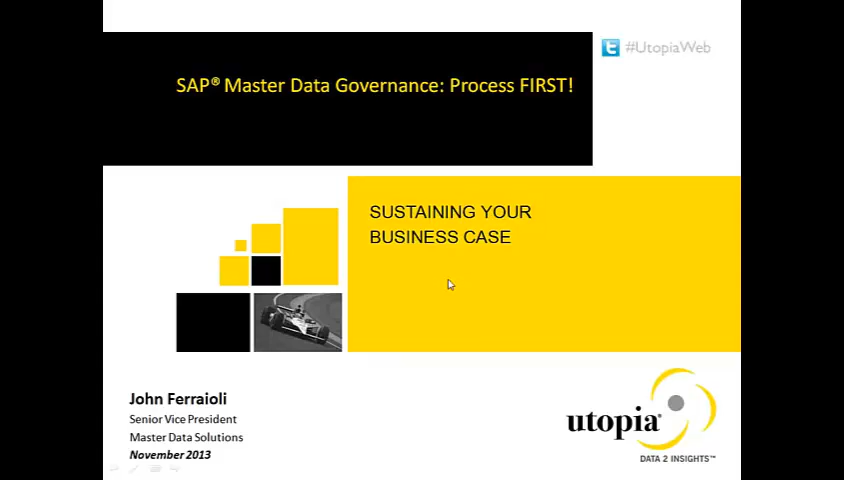 #UtopiaWeb
SAP® Master Data Governance: Process FIRST!
SUSTAINING YOUR
BUSINESS CASE
John Ferraioli
Senior Vice President
Master Data Solutions
November 2013
utopia®
DATA 2 INSIGHTS™